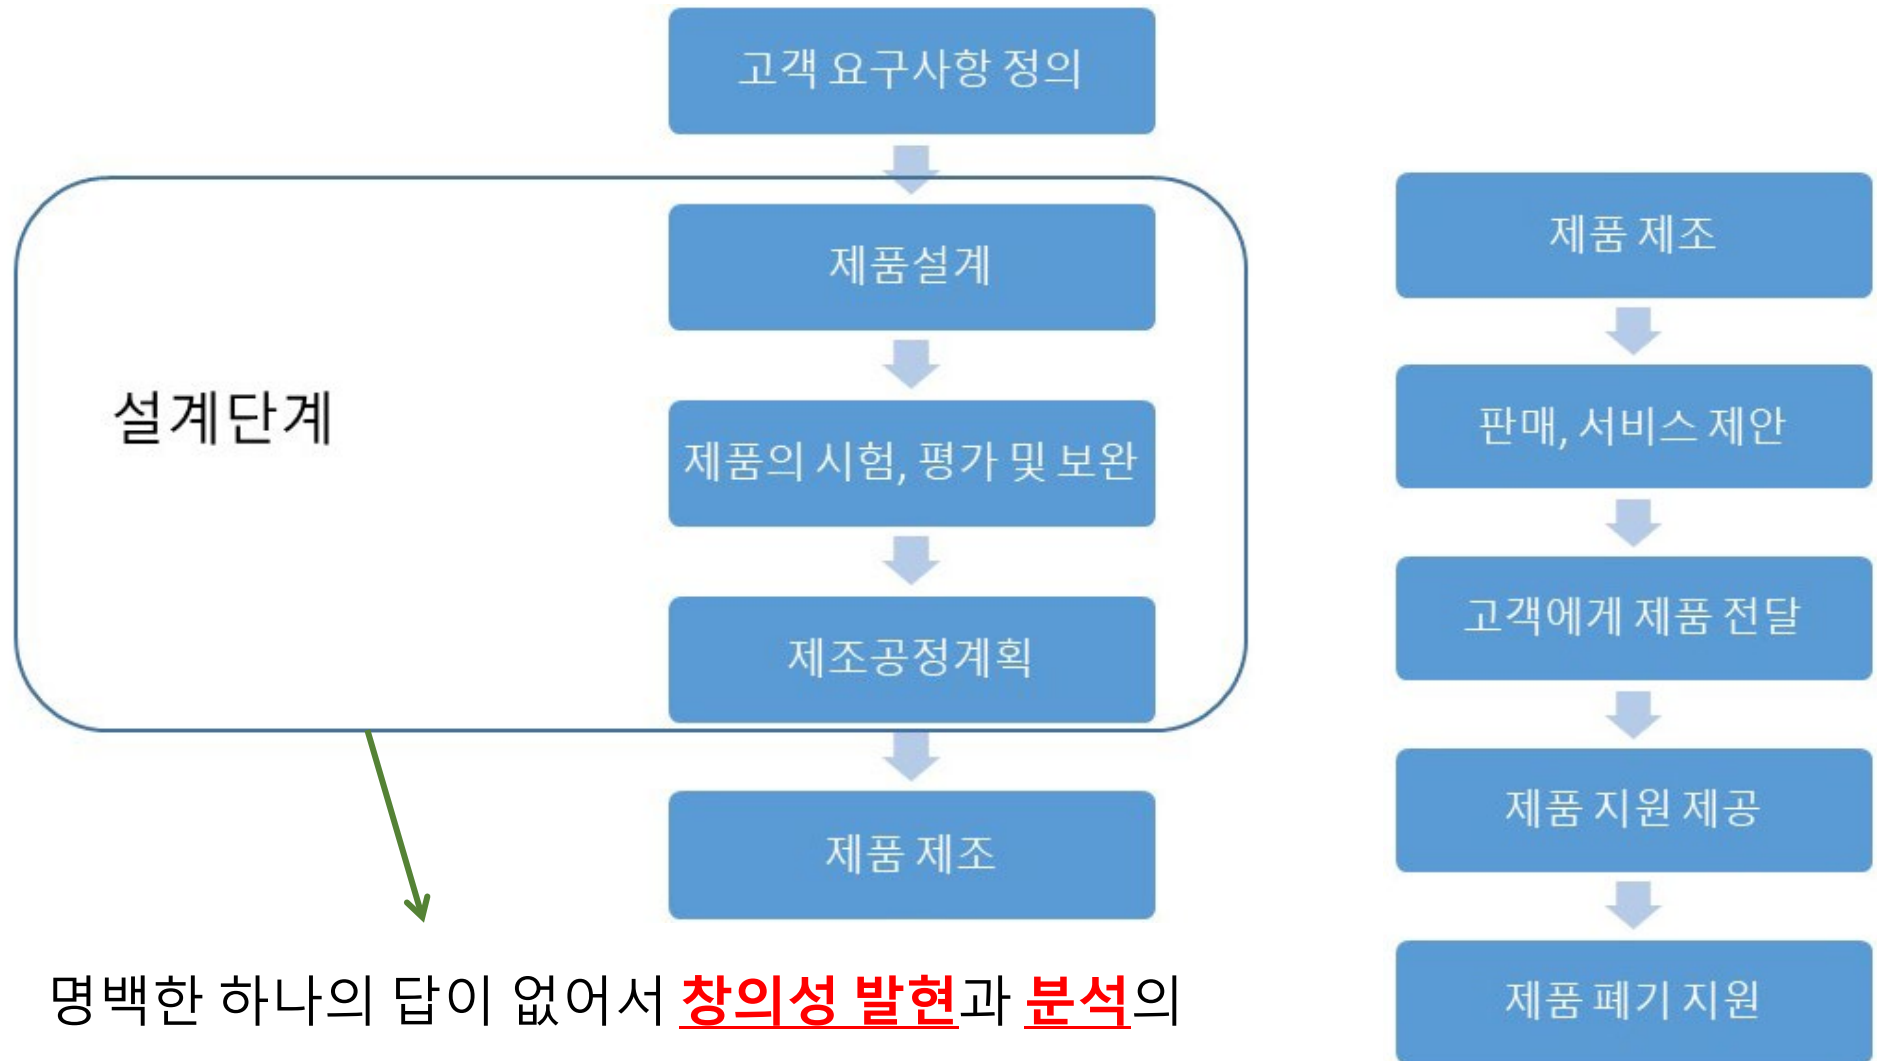 고객 요구사항 정의
제품설계
설계단계
제품의 시험, 평가 및 보완
제조공정계획
제품 제조
명백한 하나의 답이 없어서 창의성 발현과 분석의
제품 제조
판매, 서비스 제안
고객에게 제품 전달
제품 지원 제공
제품 폐기 지원